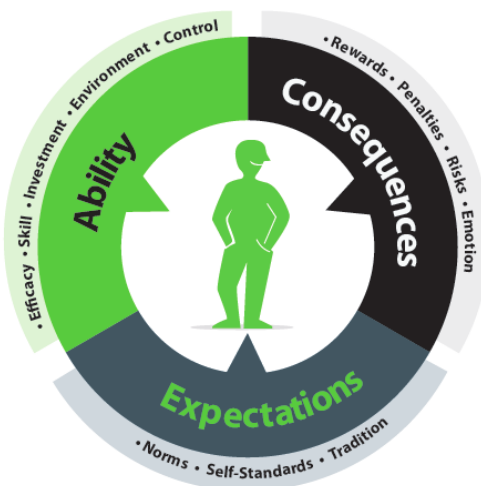 • Efficacy • Skill • Investment • Environment • Control
Ability
• Rewards • Penalties • Risks • Emotion
Consequences
Expectations
• Norms • Self-Standards • Tradition